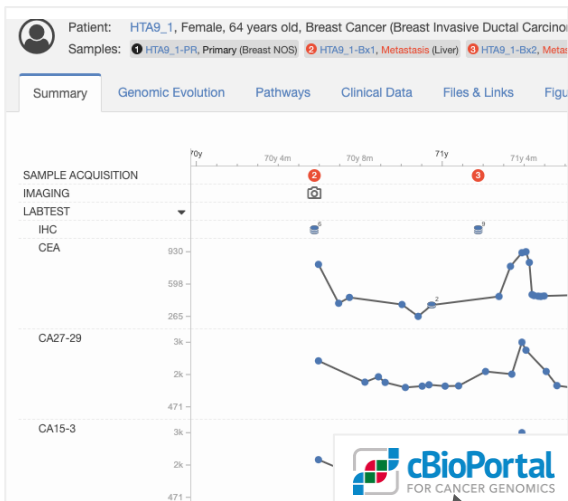 Patient: HTA9_1, Female, 64 years old, Breast Cancer (Breast Invasive Ductal Carcino
Samples: 1 HTA9_1-PR, Primary (Breast NOS) 2 HTA9_1-Bx1, Metastasis (Liver) 3 HTA9_1-Bx2, Metas
Summary Genomic Evolution Pathways Clinical Data Files & Links Figu
70y 70y 4m 70y 8m 71y 71y 4m
SAMPLE ACQUISITION 2 3
IMAGING
LABTEST
IHC 6 9
CEA 930
598
2
265
CA27-29 3k
2k
471
CA15-3 3k
2k
471
cBioPortal
FOR CANCER GENOMICS